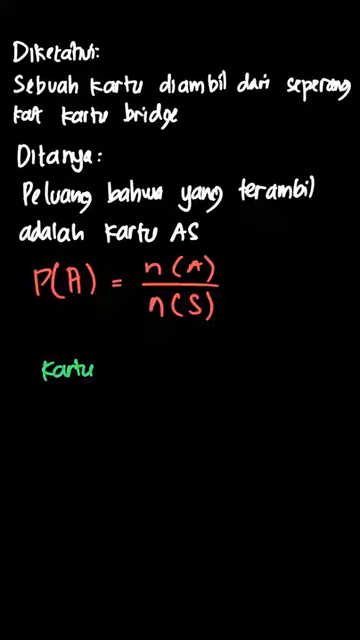 Diketahui:
Sebuah kartu diambil dari seperang
kat kartu bridge
Ditanya:
Peluang bahwa yang terambil
adalah kartu AS
P(A) = n(A)
n(S)
kartu